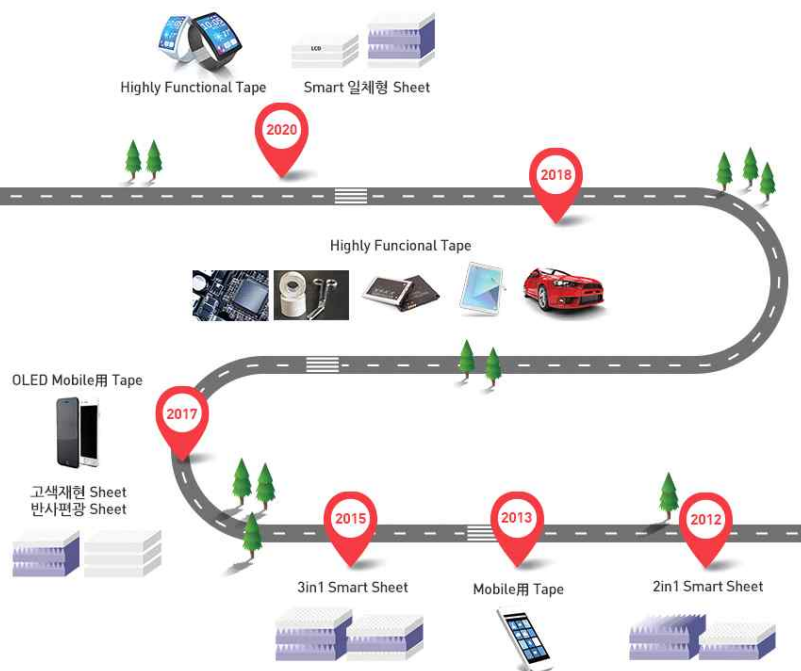 LCD
Highly Functional Tape
Smart 일체형 Sheet
2020
2018
Highly Funcional Tape
OLED Mobile用 Tape
2017
고색재현 Sheet
반사편광 Sheet
2015
2013
2012
3in1 Smart Sheet
Mobile用 Tape
2in1 Smart Sheet